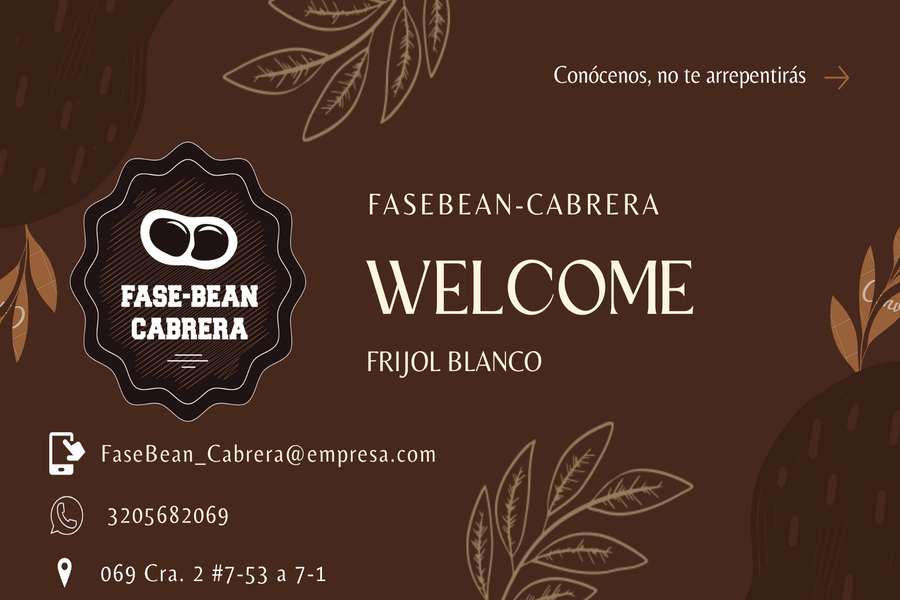 Conócenos, no te arrepentirás
FASEBEAN-CABRERA
WELCOME
FRIJOL BLANCO
FASE-BEAN
CABRERA
FaseBean_Cabrera@empresa.com
3205682069
069 Cra. 2 #7-53 a 7-1